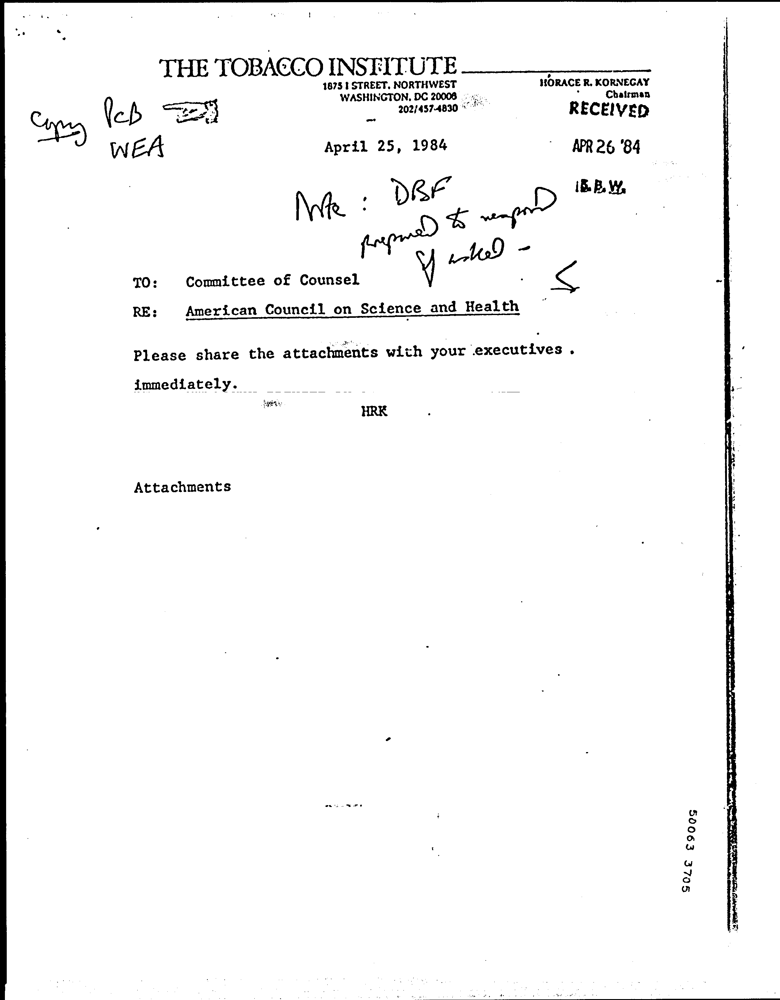 THE TOBACCO INSTITUTE
1875 I STREET, NORTHWEST
WASHINGTON, DC 20006
202/457-4830
HORACE R. KORNEGAY
Chairman
RECEIVED
APR 26 '84
E. B. W.
Copy PCB
WEA
April 25, 1984
Note : DBF
prepared to respond
if asked -
TO: Committee of Counsel
RE: American Council on Science and Health
Please share the attachments with your executives .
immediately.
HRK
Attachments
50063 3705